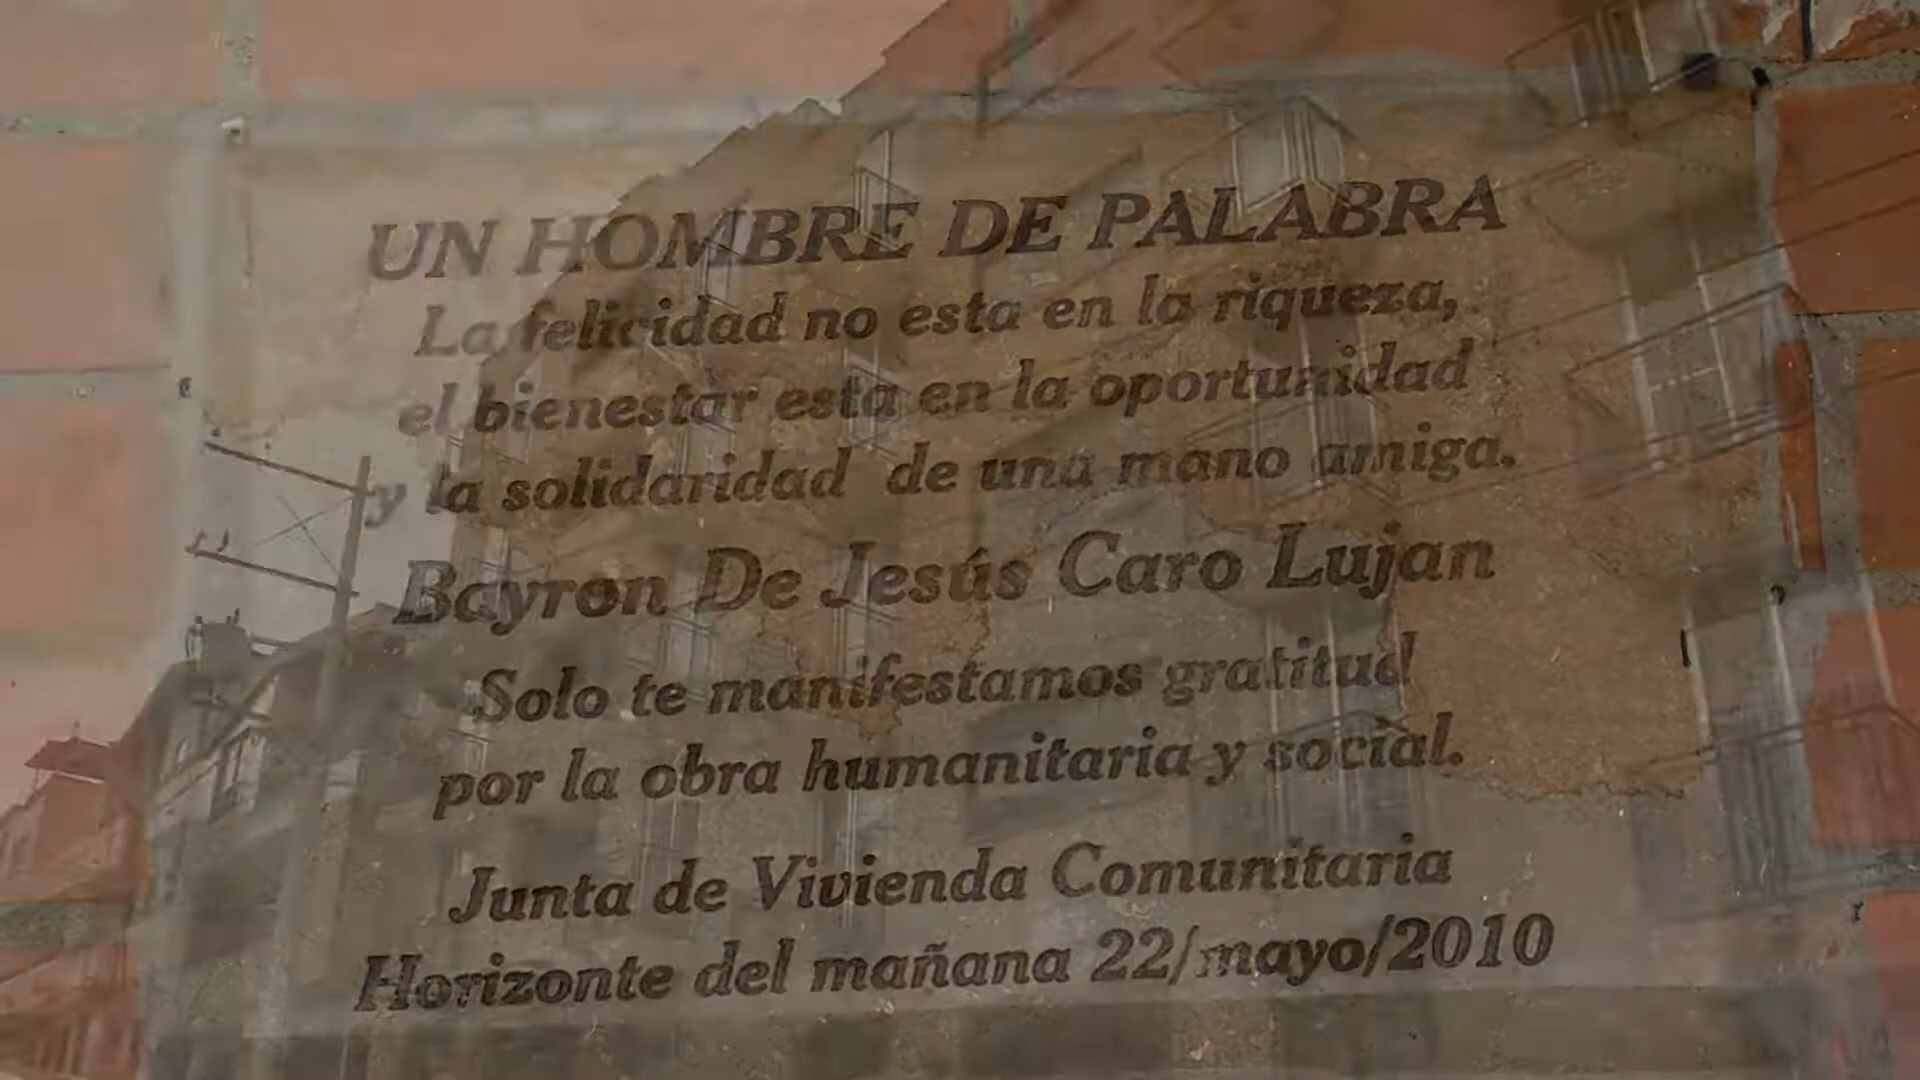 UN HOMBRE DE PALABRA
La felicidad no esta en la riqueza,
el bienestar esta en la oportunidad
y la solidaridad de una mano amiga.
Bayron De Jesús Caro Lujan
Solo te manifestamos gratitud
por la obra humanitaria y social.
Junta de Vivienda Comunitaria
Horizonte del mañana 22/mayo/2010